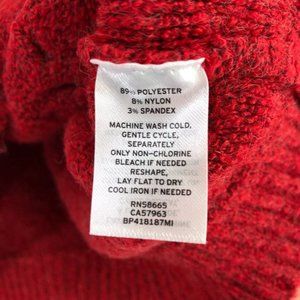 89% POLYESTER
8% NYLON
3% SPANDEX
MACHINE WASH COLD,
GENTLE CYCLE,
SEPARATELY
ONLY NON-CHLORINE
BLEACH IF NEEDED
RESHAPE,
LAY FLAT TO DRY
COOL IRON IF NEEDED
RN58665
CA57963
BP418187MI